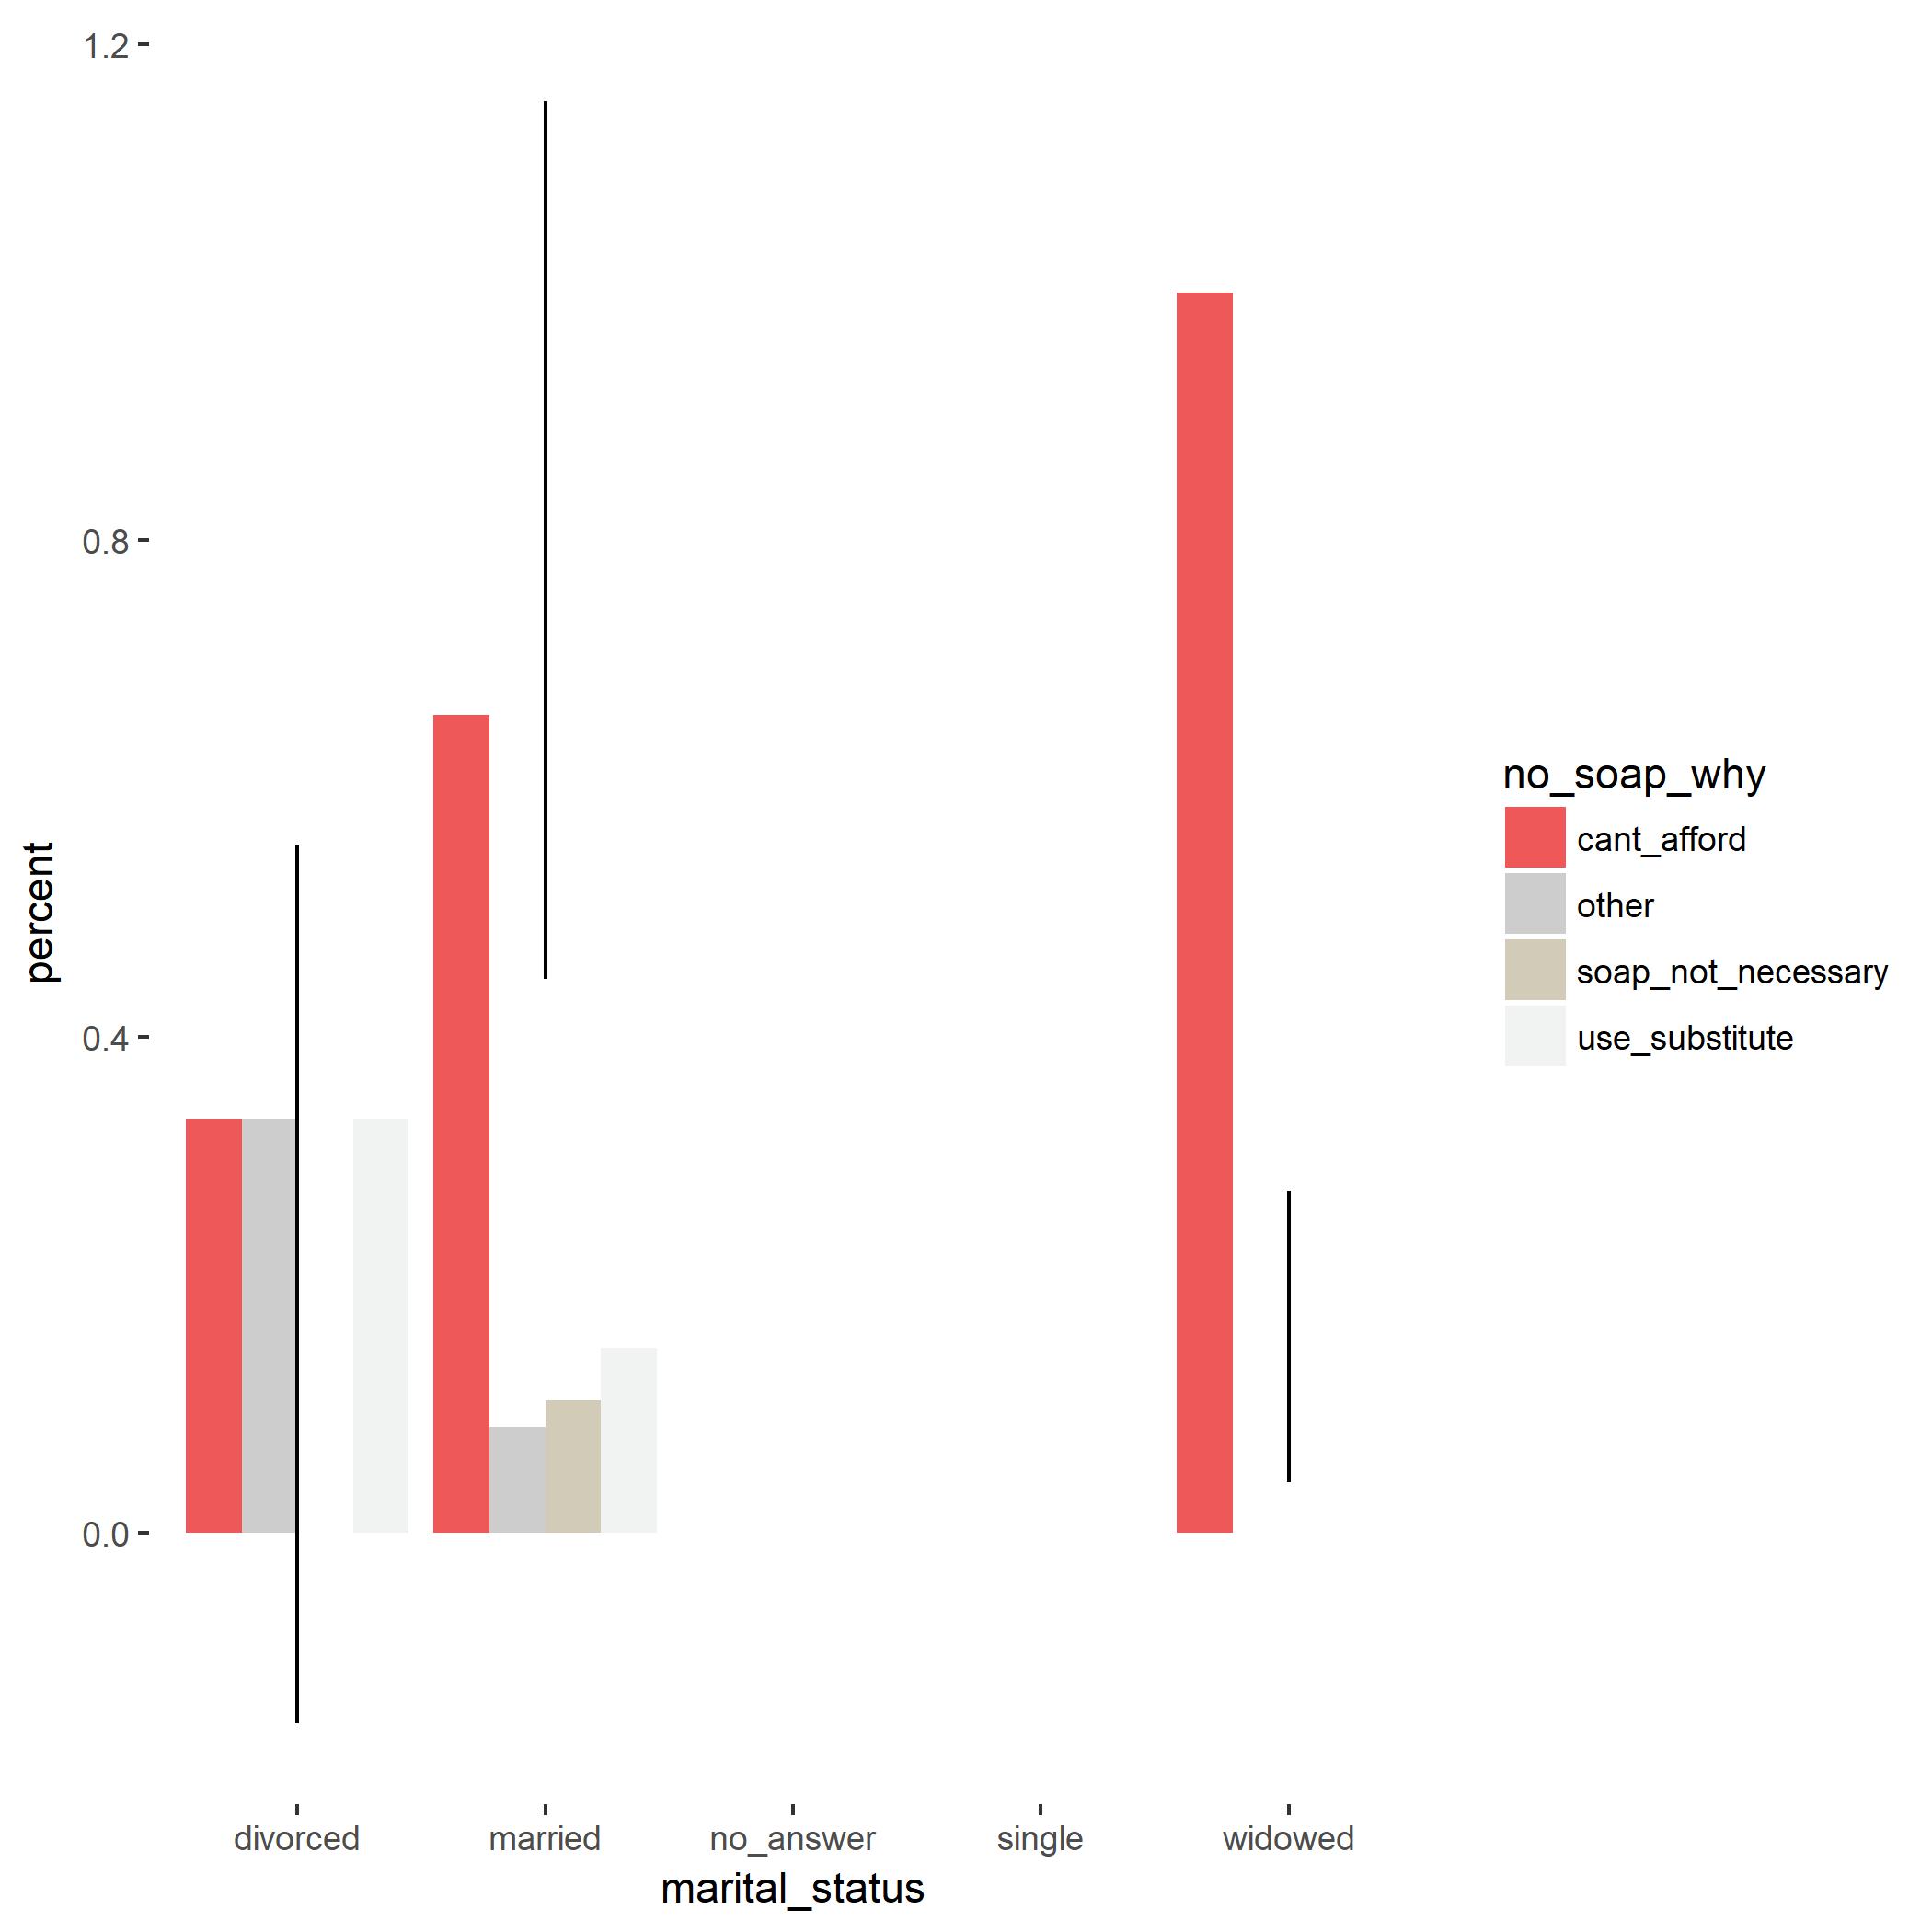 1.2
0.8
0.4
0.0
percent
divorced
married
no_answer
single
widowed
marital_status
no_soap_why
cant_afford
other
soap_not_necessary
use_substitute